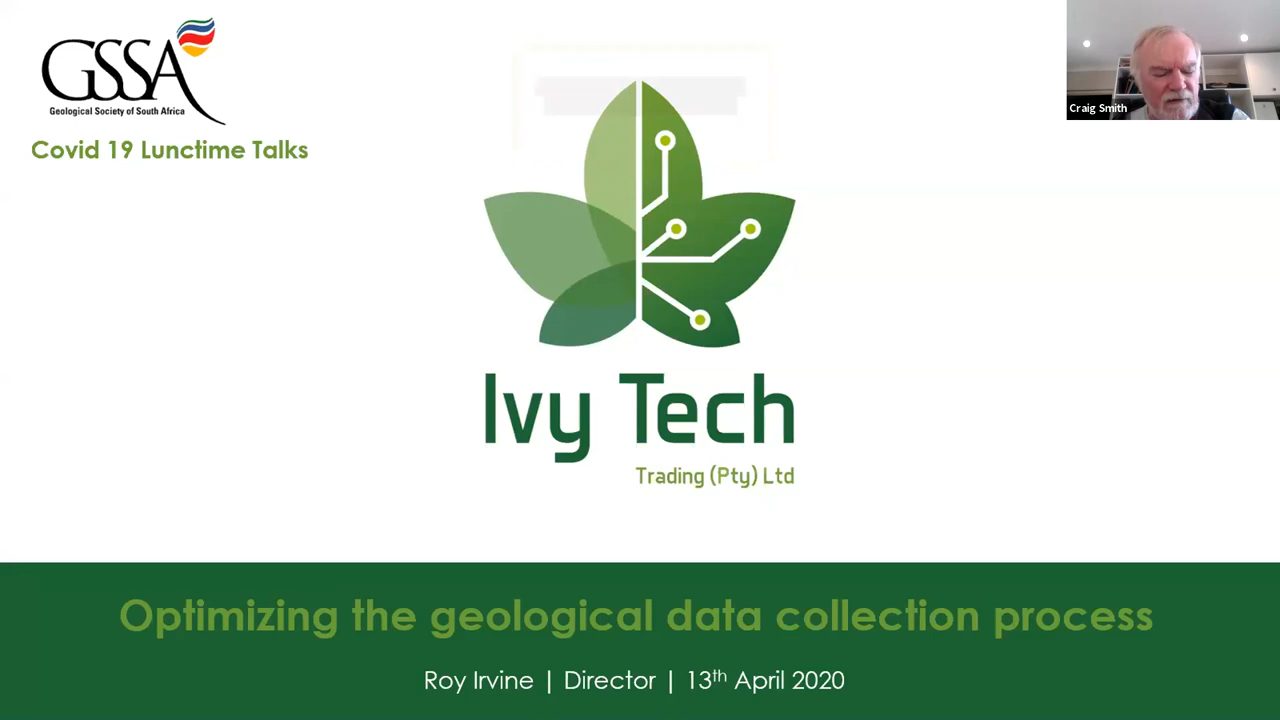 GSSA
Geological Society of South Africa
Covid 19 Lunctime Talks
Craig Smith
Ivy Tech
Trading (Pty) Ltd
Optimizing the geological data collection process
Roy Irvine | Director | 13th April 2020